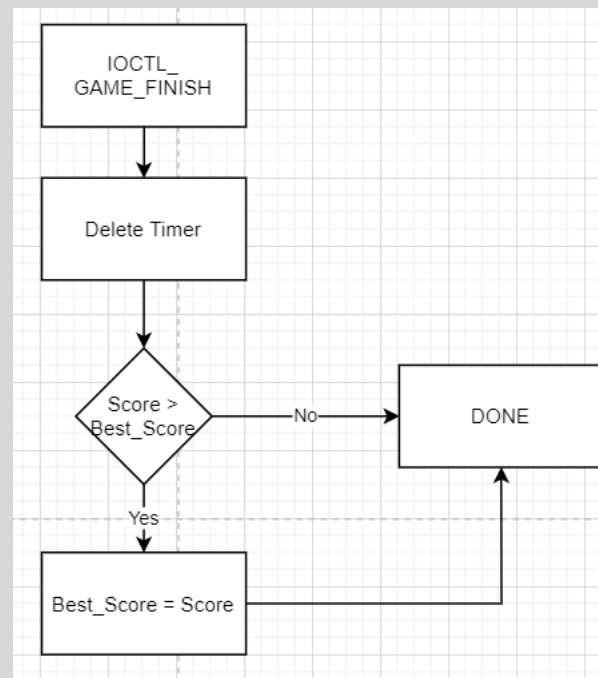 IOCTL_
GAME_FINISH
Delete Timer
Score >
Best_Score
No
DONE
Yes
Best_Score = Score